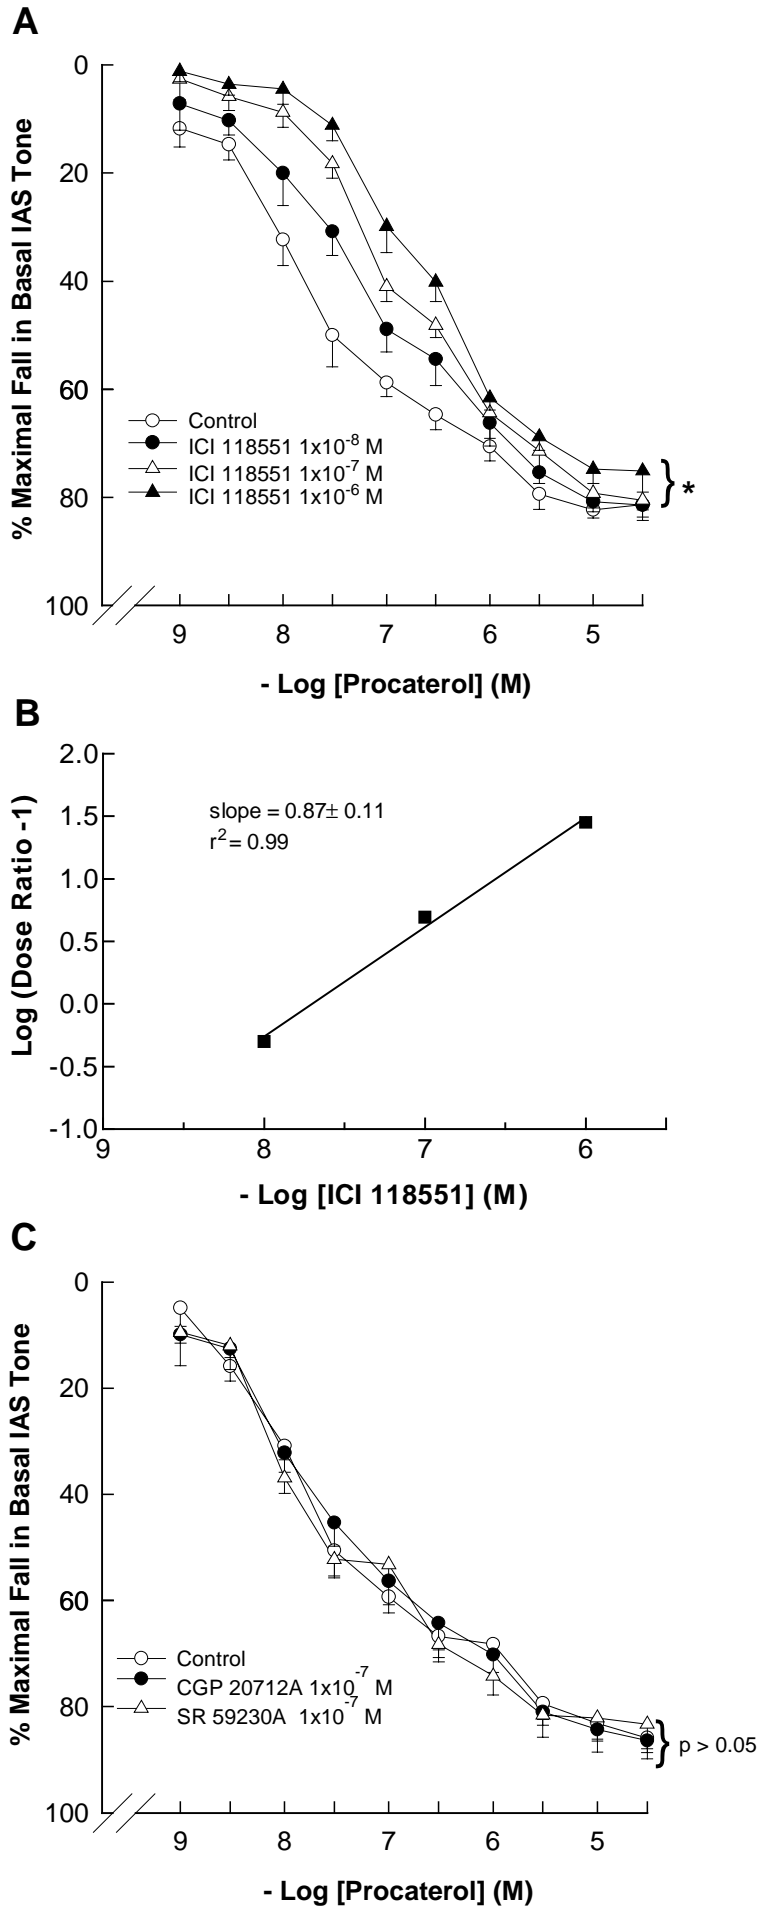 A
% Maximal Fall in Basal IAS Tone
0
20
40
60
80
100
Control
ICI 118551 1x10^-8 M
ICI 118551 1x10^-7 M
ICI 118551 1x10^-6 M
} *
9 8 7 6 5
- Log [Procaterol] (M)
B
Log (Dose Ratio -1)
2.0
1.5
1.0
0.5
0.0
-0.5
-1.0
slope = 0.87± 0.11
r^2 = 0.99
9 8 7 6
- Log [ICI 118551] (M)
C
% Maximal Fall in Basal IAS Tone
0
20
40
60
80
100
Control
CGP 20712A 1x10^-7 M
SR 59230A 1x10^-7 M
} p > 0.05
9 8 7 6 5
- Log [Procaterol] (M)